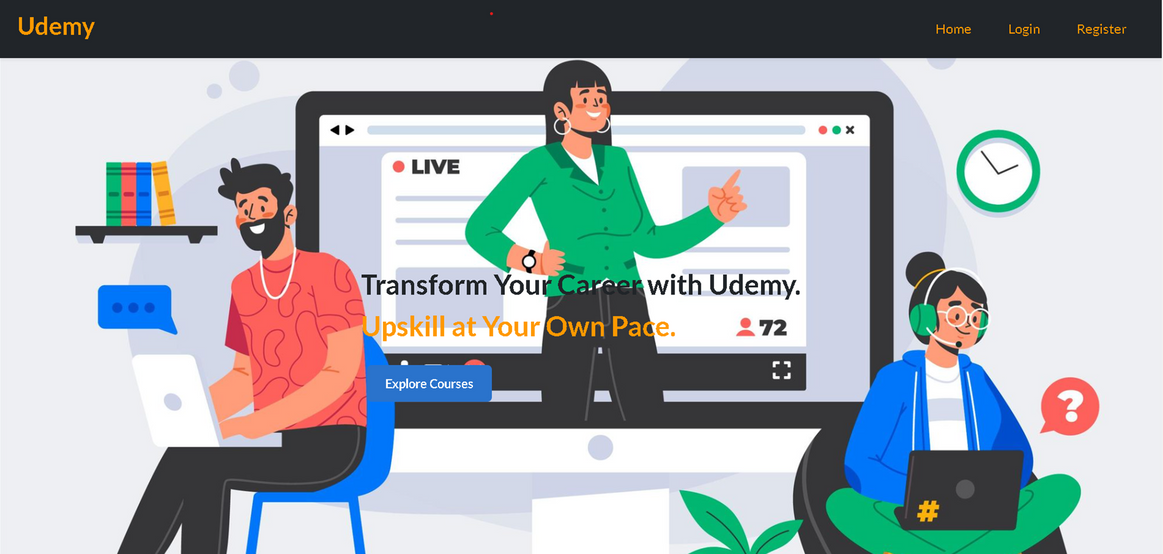 Udemy
Home Login Register
LIVE
Transform Your Career with Udemy.
Upskill at Your Own Pace.
72
Explore Courses
?
#